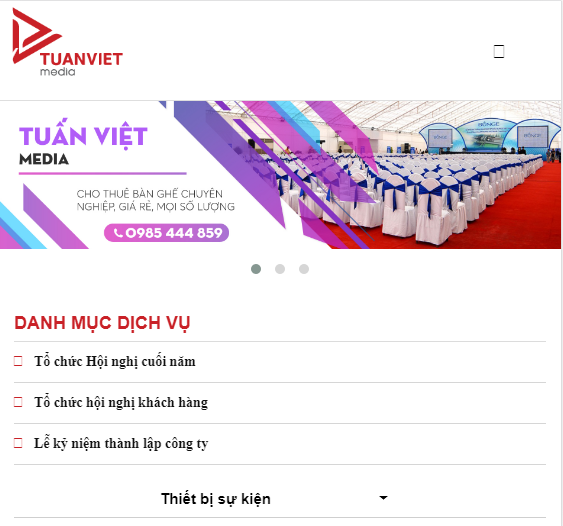 TUANVIET
media
TUẤN VIỆT
MEDIA
CHO THUÊ BÀN GHẾ CHUYÊN
NGHIỆP, GIÁ RẺ, MỌI SỐ LƯỢNG
0985 444 859
DANH MỤC DỊCH VỤ
Tổ chức Hội nghị cuối năm
Tổ chức hội nghị khách hàng
Lễ kỷ niệm thành lập công ty
Thiết bị sự kiện